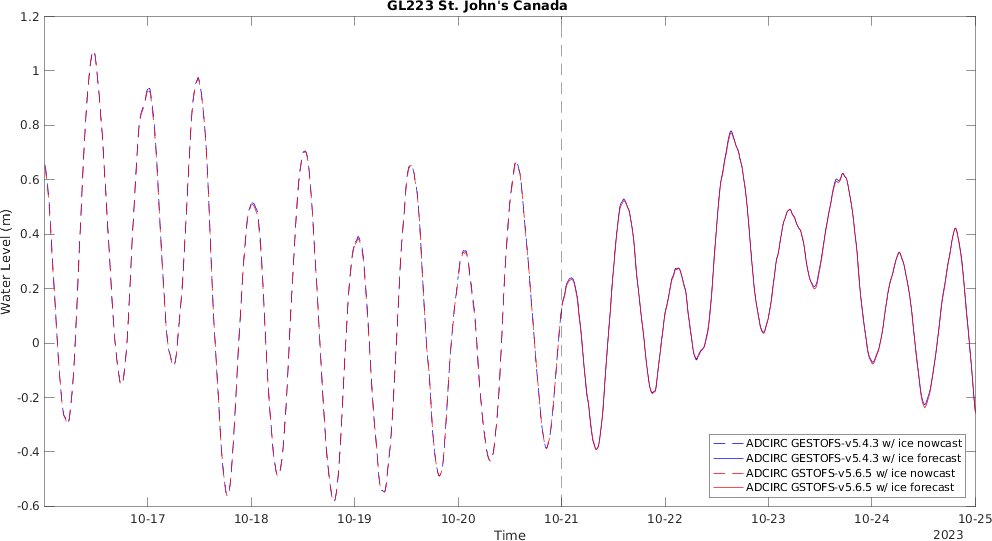 GL223 St. John's Canada
1.2
1
0.8
0.6
0.4
0.2
0
-0.2
-0.4
-0.6
Water Level (m)
ADCIRC GESTOFS-v5.4.3 w/ ice nowcast
ADCIRC GESTOFS-v5.4.3 w/ ice forecast
ADCIRC GSTOFS-v5.6.5 w/ ice nowcast
ADCIRC GSTOFS-v5.6.5 w/ ice forecast
10-17 10-18 10-19 10-20 10-21 10-22 10-23 10-24 10-25
Time
2023